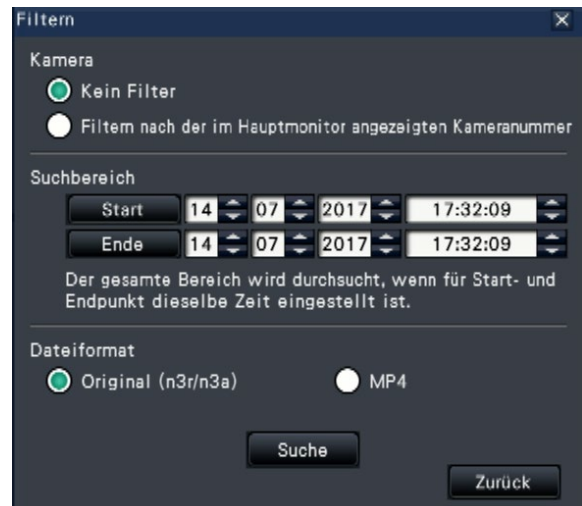 Filtern
Kamera
Kein Filter
Filtern nach der im Hauptmonitor angezeigten Kameranummer
Suchbereich
Start 14 07 2017 17:32:09
Ende 14 07 2017 17:32:09
Der gesamte Bereich wird durchsucht, wenn für Start- und
Endpunkt dieselbe Zeit eingestellt ist.
Dateiformat
Original (n3r/n3a) MP4
Suche
Zurück